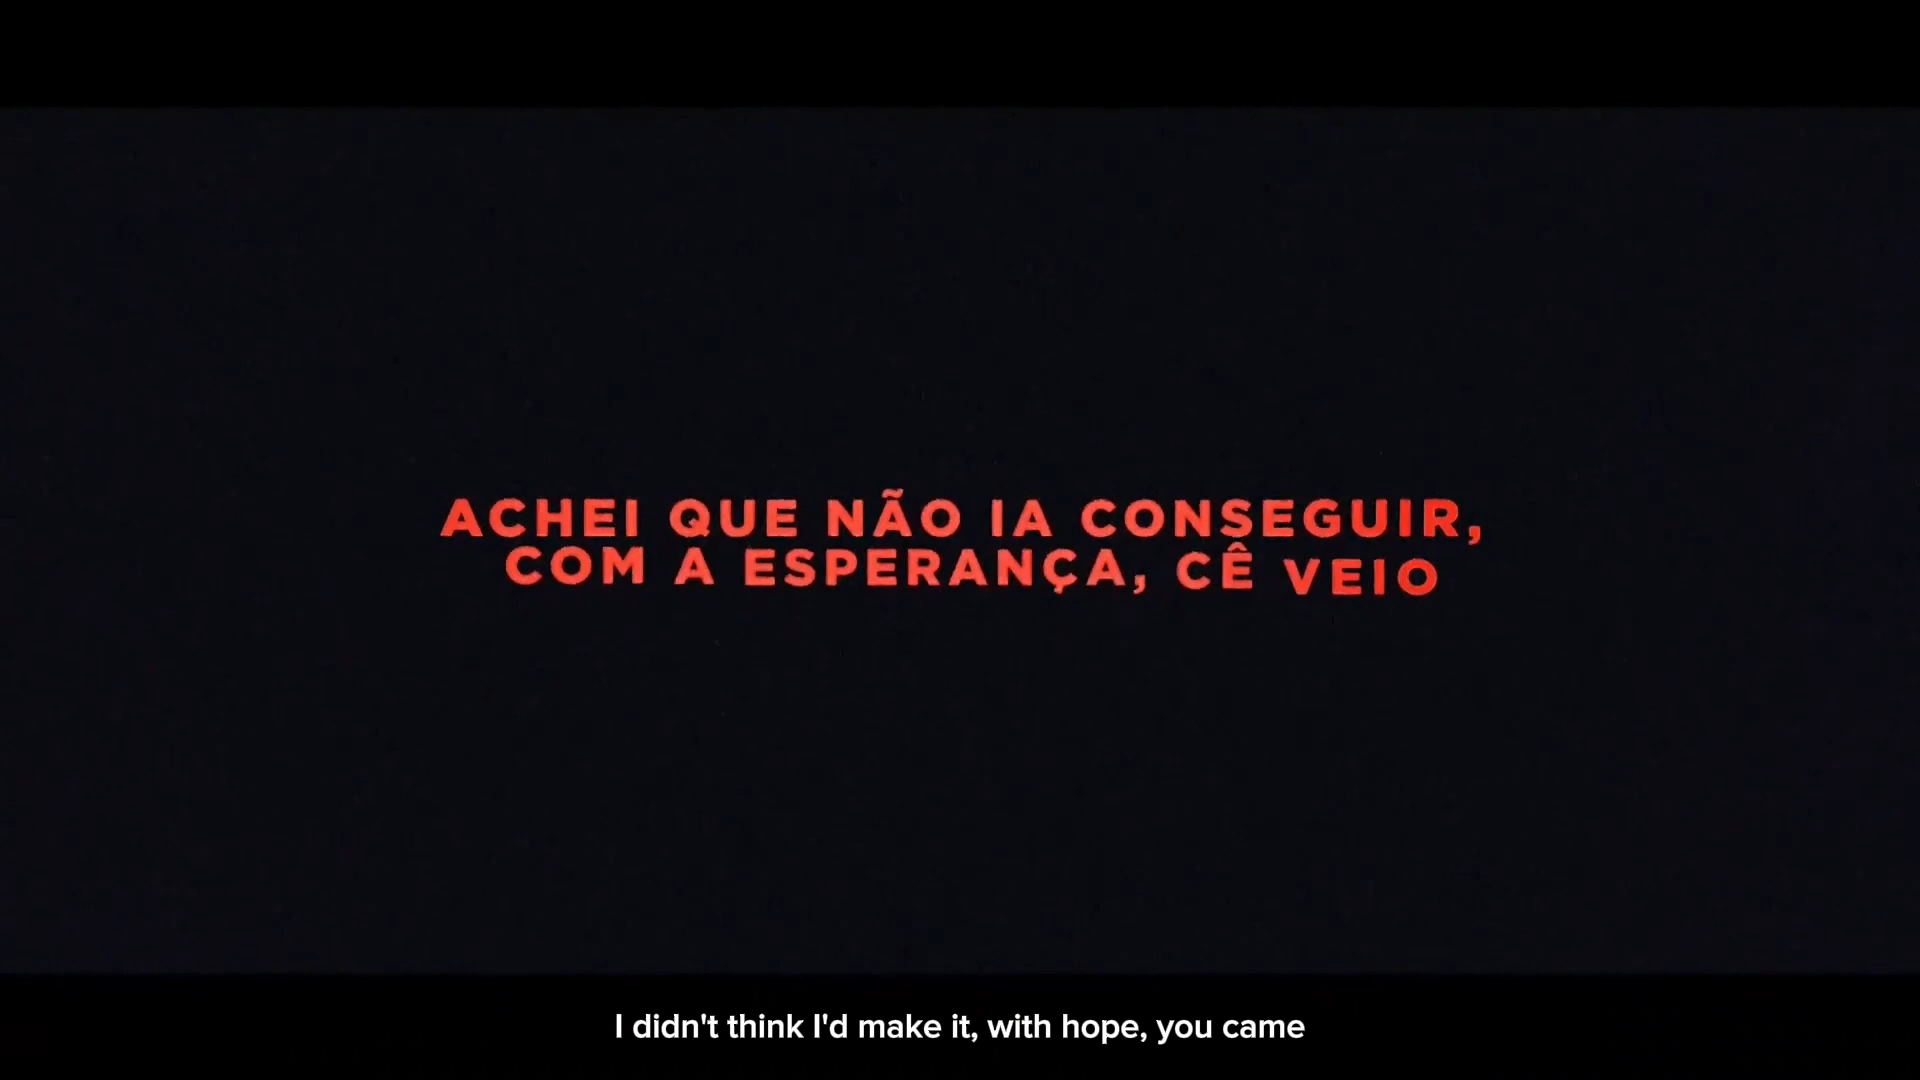 ACHEI QUE NÃO IA CONSEGUIR,
COM A ESPERANÇA, CÊ VEIO
I didn't think I'd make it, with hope, you came